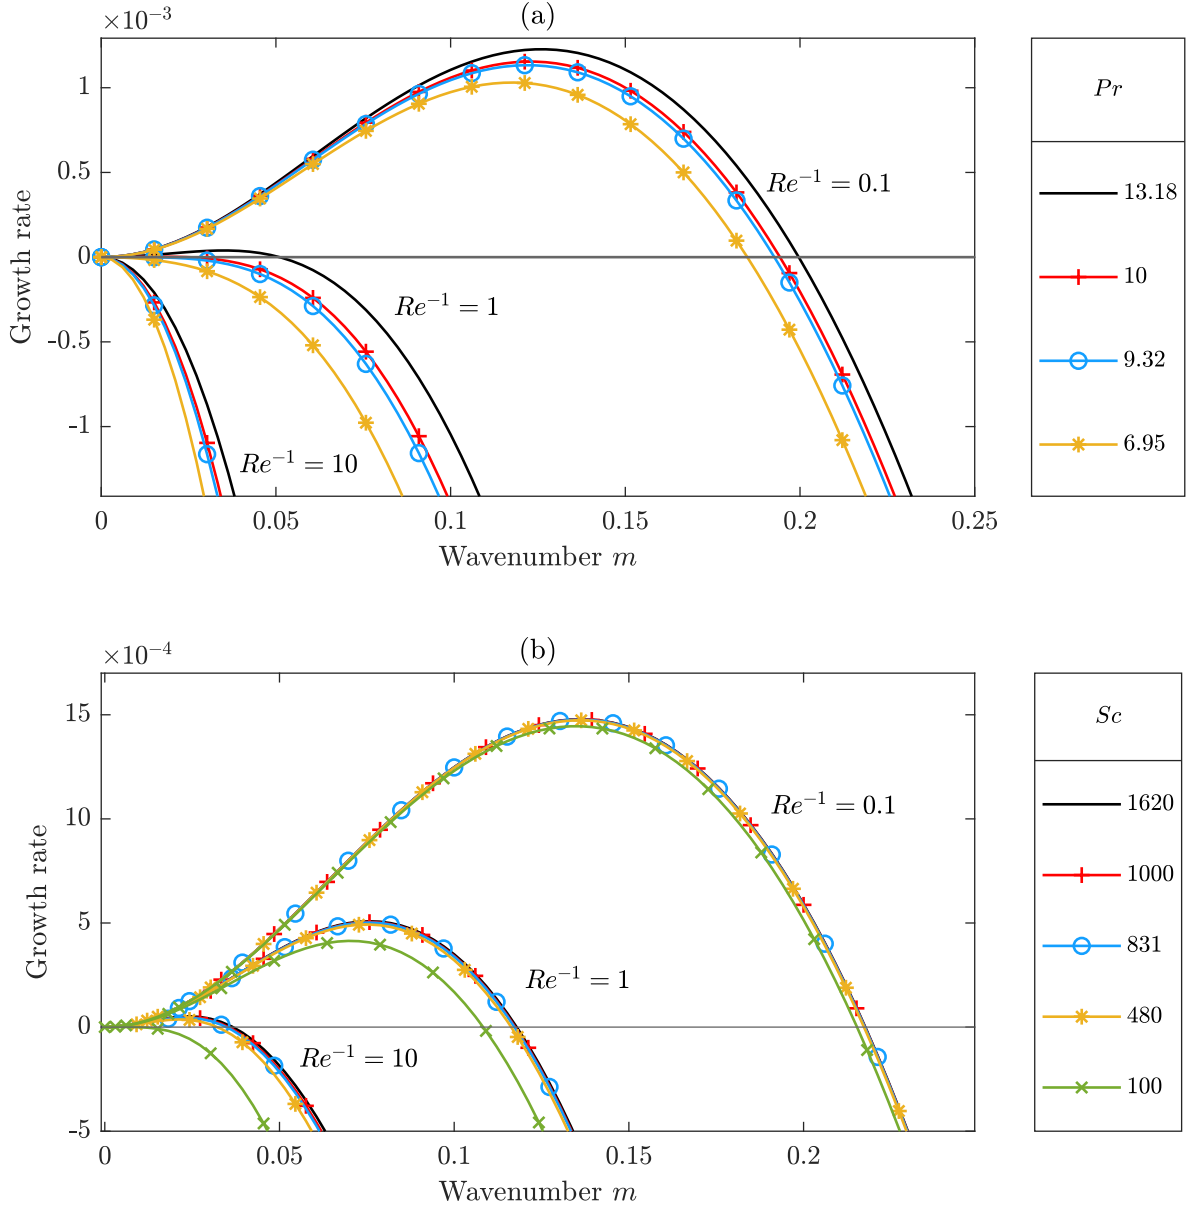 (a)
×10⁻³
1
0.5
0
-0.5
-1
Growth rate
Re⁻¹ = 0.1
Re⁻¹ = 1
Re⁻¹ = 10
0 0.05 0.1 0.15 0.2 0.25
Wavenumber m
Pr
13.18
10
9.32
6.95
(b)
×10⁻⁴
15
10
5
0
-5
Growth rate
Re⁻¹ = 0.1
Re⁻¹ = 1
Re⁻¹ = 10
0 0.05 0.1 0.15 0.2
Wavenumber m
Sc
1620
1000
831
480
100